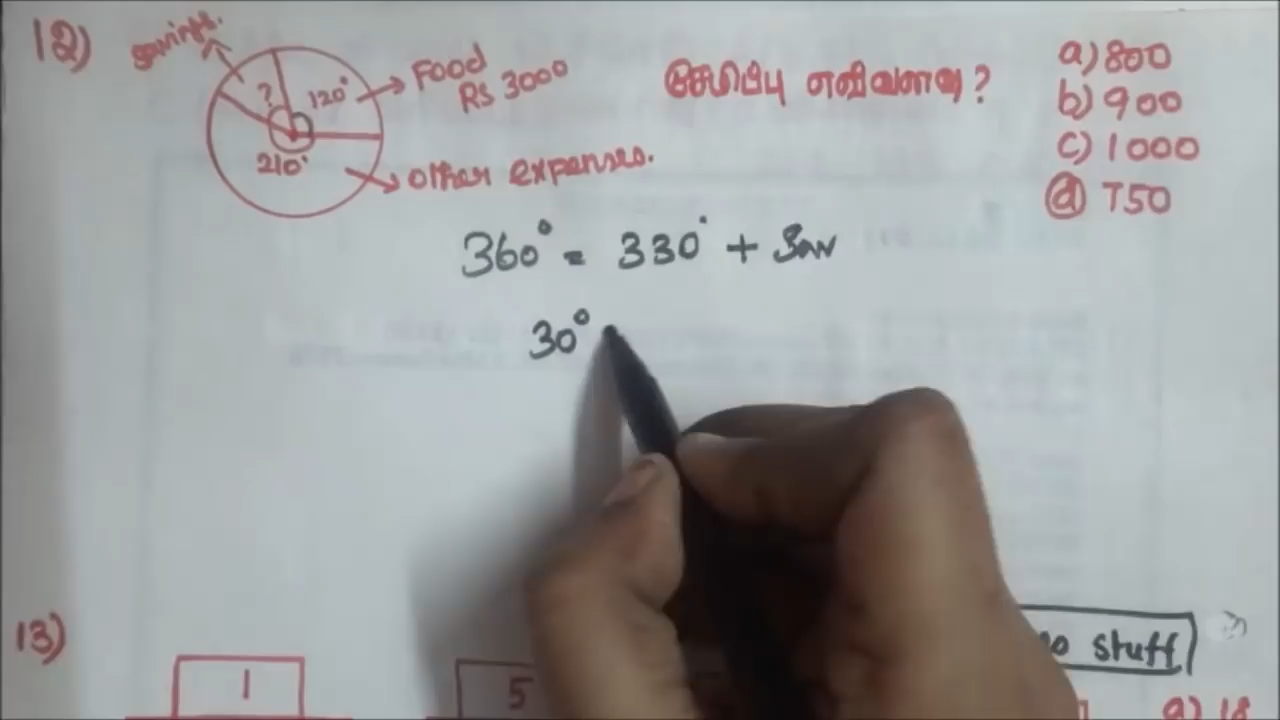 12)
savings.
?
120°
210°
Food
Rs 3000
other expenses.
சேமிப்பு எவ்வளவு?
a) 800
b) 900
c) 1000
d) 750
360° = 330° + Sav
30°
13)
1
5
stuff
a) 18